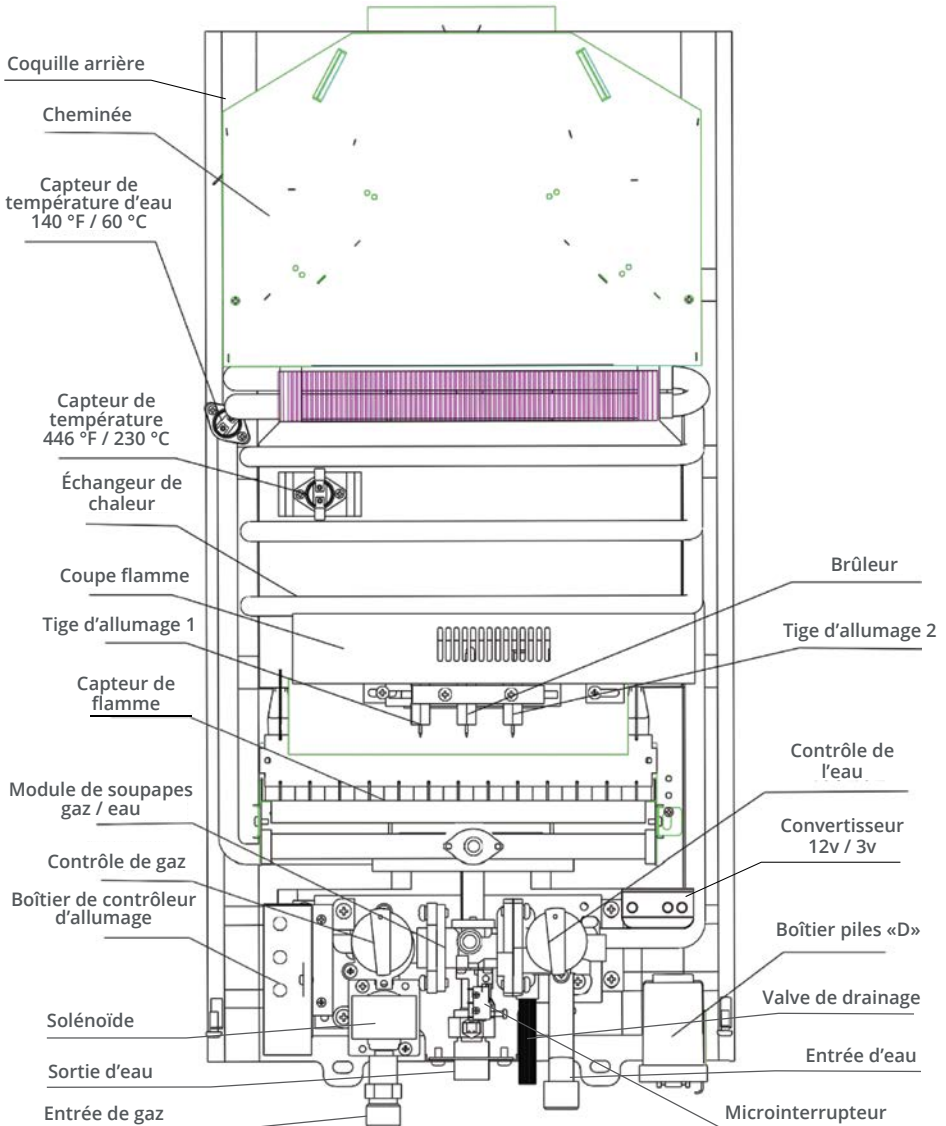 Coquille arrière
Cheminée
Capteur de
température d’eau
140 °F / 60 °C
Capteur de
température
446 °F / 230 °C
Échangeur de
chaleur
Coupe flamme
Tige d’allumage 1
Capteur de
flamme
Module de soupapes
gaz / eau
Contrôle de gaz
Boîtier de contrôleur
d’allumage
Solénoïde
Sortie d’eau
Entrée de gaz
Brûleur
Tige d’allumage 2
Contrôle de
l’eau
Convertisseur
12v / 3v
Boîtier piles «D»
Valve de drainage
Entrée d’eau
Microinterrupteur